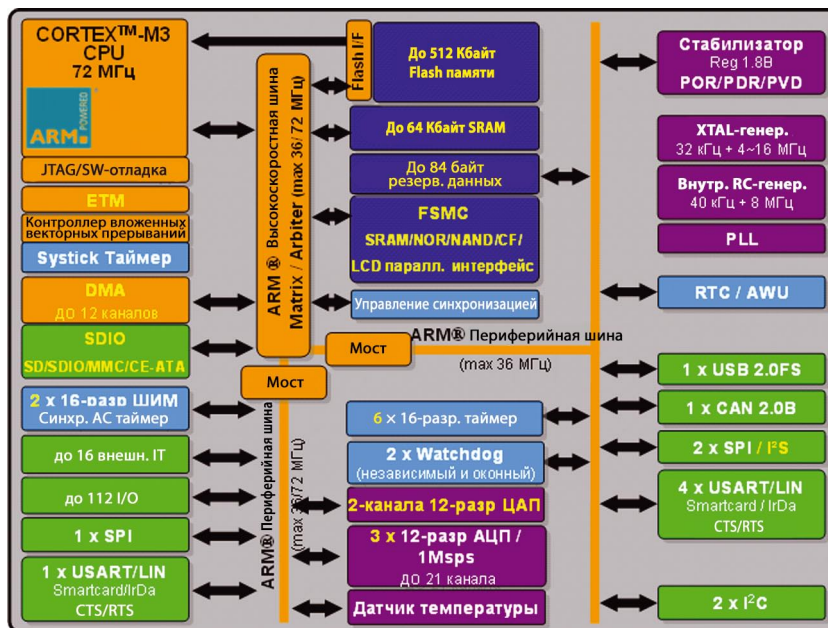 CORTEX™-M3
CPU
72 МГц
ARM POWERED
JTAG/SW-отладка
ETM
Контроллер вложенных
векторных прерываний
Systick Таймер
DMA
до 12 каналов
SDIO
SD/SDIO/MMC/CE-ATA
2 x 16-разр ШИМ
Синхр. AC таймер
до 16 внешн. IT
до 112 I/O
1 x SPI
1 x USART/LIN
Smartcard/IrDa
CTS/RTS
ARM® Высокоскоростная шина
Matrix / Arbiter (max 36/72 МГц)
Flash I/F
До 512 Кбайт
Flash памяти
До 64 Кбайт SRAM
До 84 байт
резерв. данных
FSMC
SRAM/NOR/NAND/CF/
LCD паралл. интерфейс
Управление синхронизацией
Мост
ARM® Периферийная шина
(max 36 МГц)
Мост
ARM® Периферийная шина
(max 36/72 МГц)
6 × 16-разр. таймер
2 x Watchdog
(независимый и оконный)
2-канала 12-разр ЦАП
3 x 12-разр АЦП /
1Msps
до 21 канала
Датчик температуры
Стабилизатор
Reg 1.8В
POR/PDR/PVD
XTAL-генер.
32 кГц + 4~16 МГц
Внутр. RC-генер.
40 кГц + 8 МГц
PLL
RTC / AWU
1 x USB 2.0FS
1 x CAN 2.0B
2 x SPI / I²S
4 x USART/LIN
Smartcard / IrDa
CTS/RTS
2 x I²C